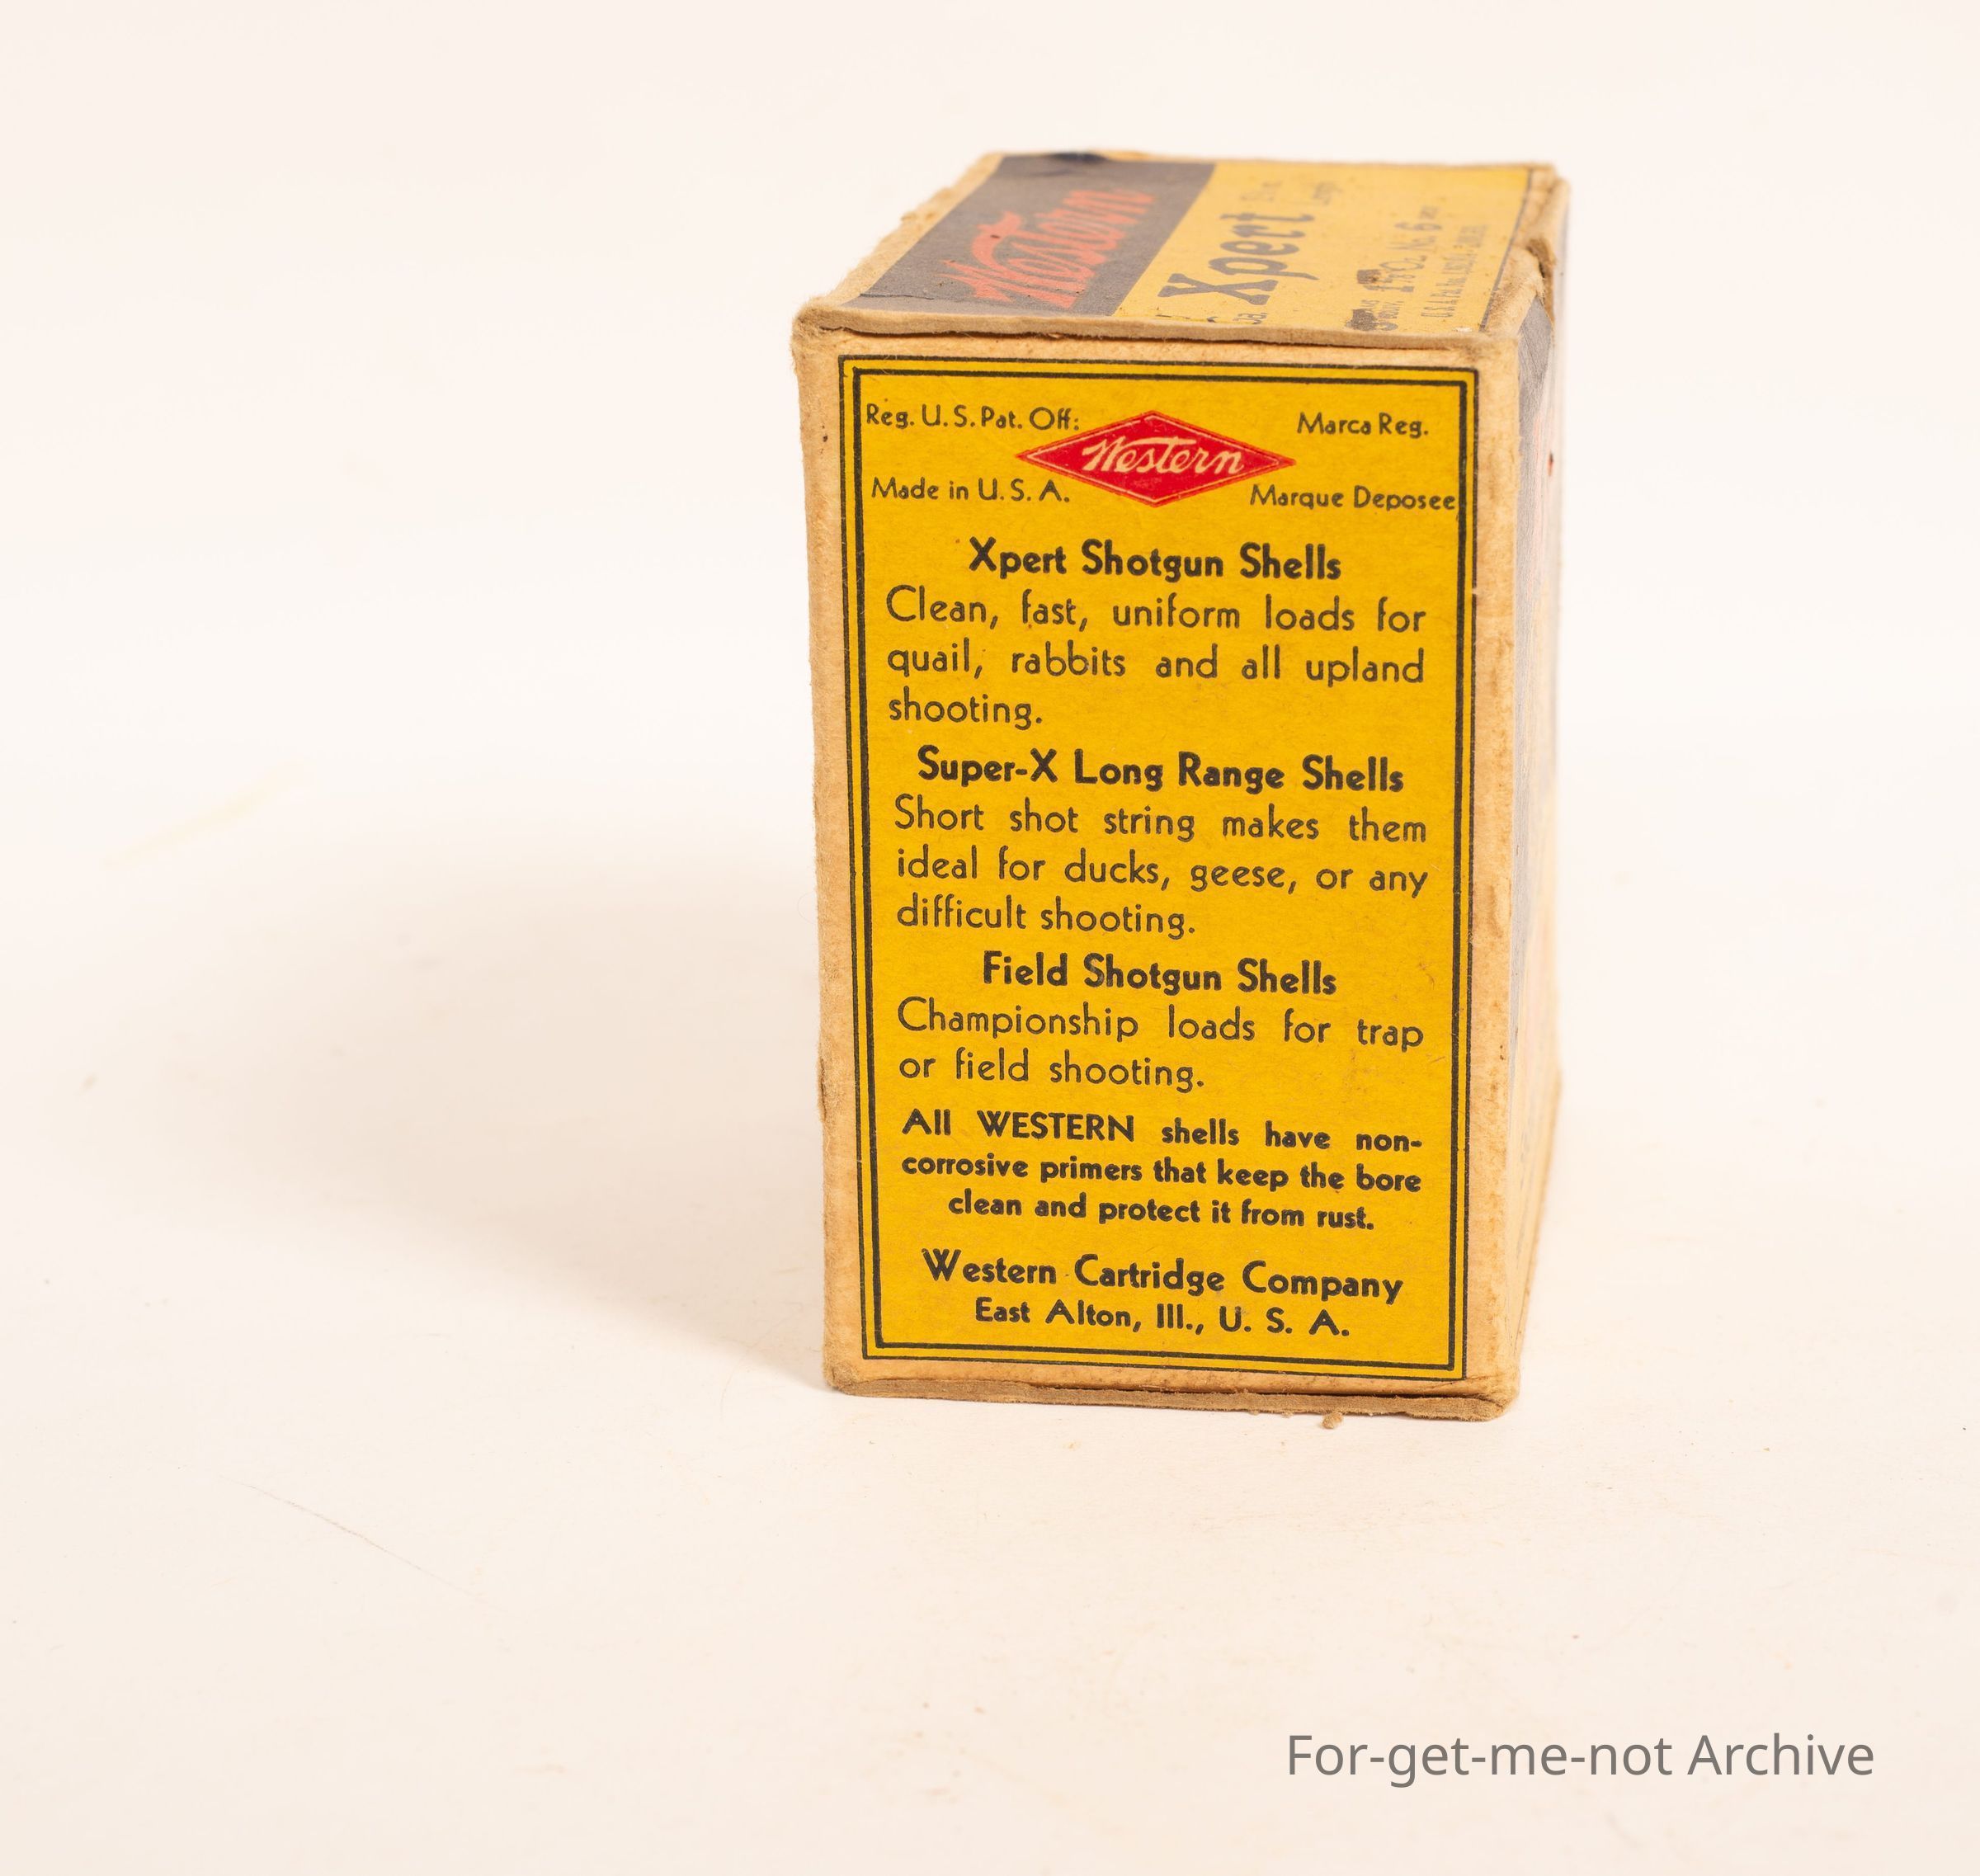 Western
Xpert
No. 6
Reg. U. S. Pat. Off.
Marca Reg.
Western
Made in U. S. A.
Marque Deposee
Xpert Shotgun Shells
Clean, fast, uniform loads for
quail, rabbits and all upland
shooting.
Super-X Long Range Shells
Short shot string makes them
ideal for ducks, geese, or any
difficult shooting.
Field Shotgun Shells
Championship loads for trap
or field shooting.
All WESTERN shells have non-
corrosive primers that keep the bore
clean and protect it from rust.
Western Cartridge Company
East Alton, Ill., U. S. A.
For-get-me-not Archive